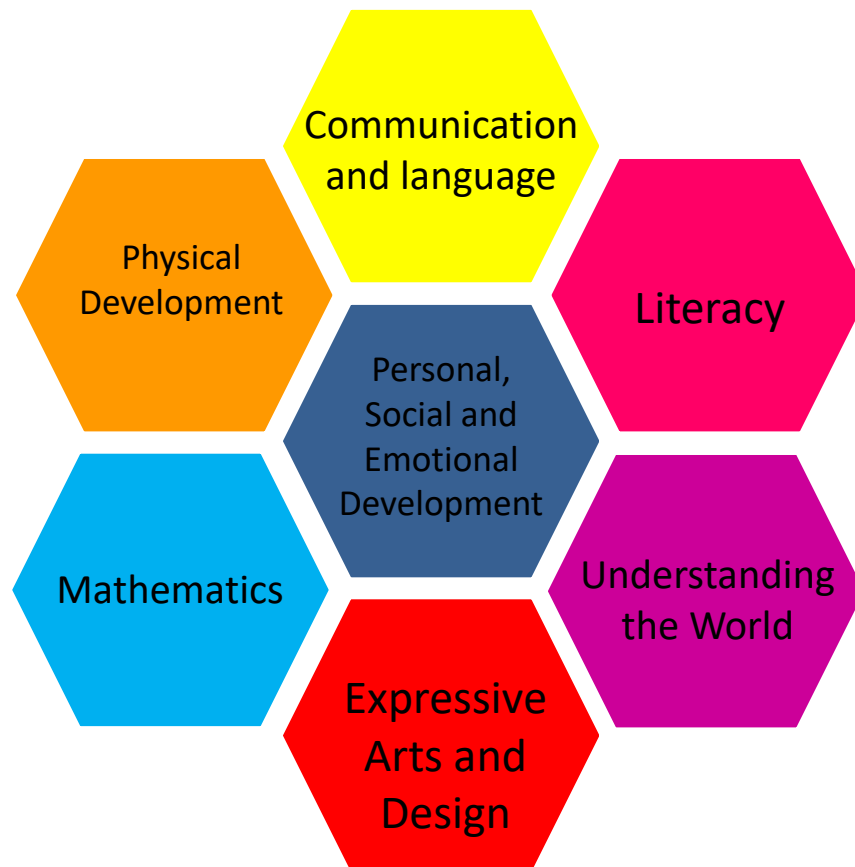 Communication
and language
Physical
Development
Literacy
Personal,
Social and
Emotional
Development
Mathematics
Understanding
the World
Expressive
Arts and
Design